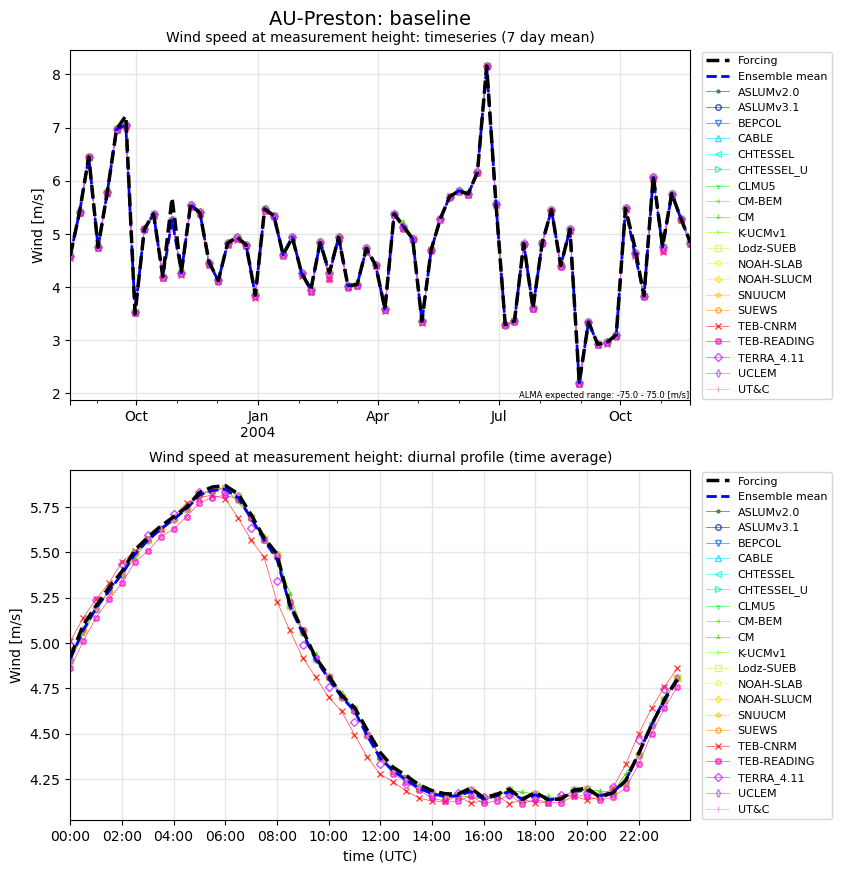 AU-Preston: baseline
Wind speed at measurement height: timeseries (7 day mean)
Wind [m/s]
8
7
6
5
4
3
2
ALMA expected range: -75.0 - 75.0 [m/s]
Oct
Jan
Apr
Jul
Oct
2004
Forcing
Ensemble mean
ASLUMv2.0
ASLUMv3.1
BEPCOL
CABLE
CHTESSEL
CHTESSEL_U
CLMU5
CM-BEM
CM
K-UCMv1
Lodz-SUEB
NOAH-SLAB
NOAH-SLUCM
SNUUCM
SUEWS
TEB-CNRM
TEB-READING
TERRA_4.11
UCLEM
UT&C
Wind speed at measurement height: diurnal profile (time average)
Wind [m/s]
5.75
5.50
5.25
5.00
4.75
4.50
4.25
00:00
02:00
04:00
06:00
08:00
10:00
12:00
14:00
16:00
18:00
20:00
22:00
time (UTC)
Forcing
Ensemble mean
ASLUMv2.0
ASLUMv3.1
BEPCOL
CABLE
CHTESSEL
CHTESSEL_U
CLMU5
CM-BEM
CM
K-UCMv1
Lodz-SUEB
NOAH-SLAB
NOAH-SLUCM
SNUUCM
SUEWS
TEB-CNRM
TEB-READING
TERRA_4.11
UCLEM
UT&C